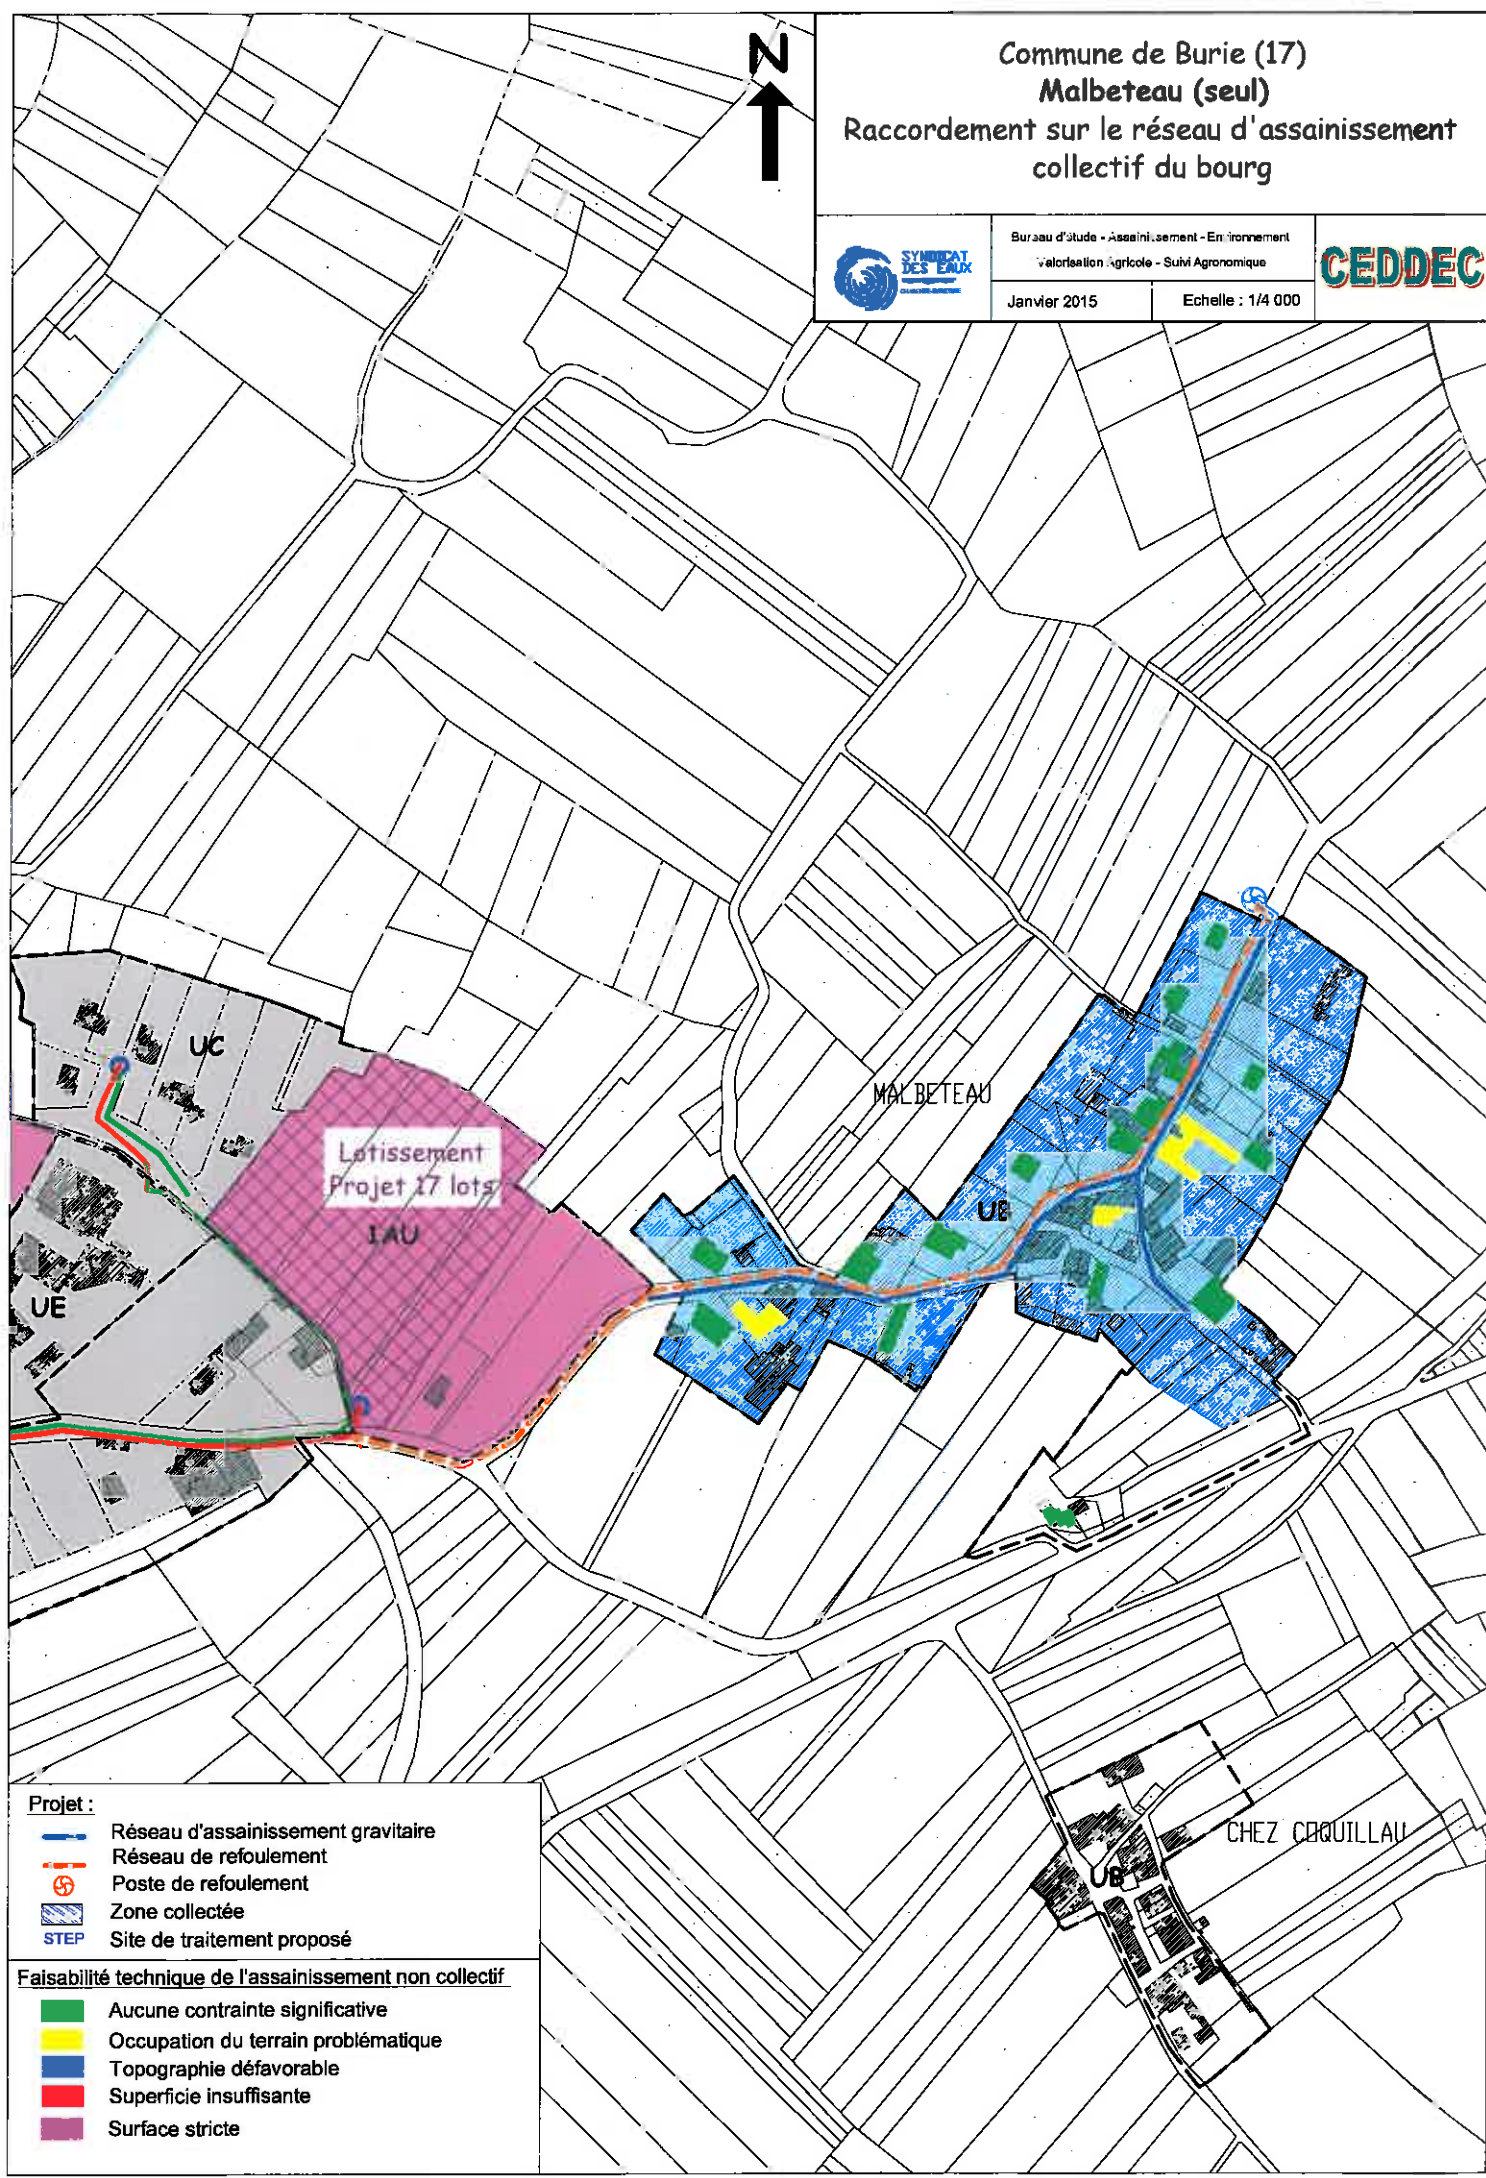 N
Commune de Burie (17)
Malbeteau (seul)
Raccordement sur le réseau d'assainissement
collectif du bourg
SYNDICAT
DES EAUX
Bureau d'étude - Assainissement - Environnement
Valorisation Agricole - Suivi Agronomique
Janvier 2015
Echelle : 1/4 000
CEDDEC
UC
MALBETEAU
Lotissement
Projet 17 lots
1AU
UE
UE
CHEZ COQUILLAU
UB
Projet :
Réseau d'assainissement gravitaire
Réseau de refoulement
Poste de refoulement
Zone collectée
STEP Site de traitement proposé
Faisabilité technique de l'assainissement non collectif
Aucune contrainte significative
Occupation du terrain problématique
Topographie défavorable
Superficie insuffisante
Surface stricte